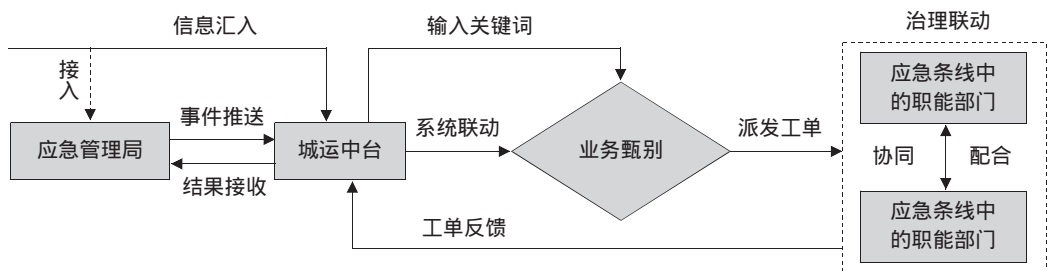 信息汇入
输入关键词
治理联动
接入
应急条线中
的职能部门
事件推送
系统联动
派发工单
应急管理局
城运中台
业务甄别
协同
配合
结果接收
工单反馈
应急条线中
的职能部门